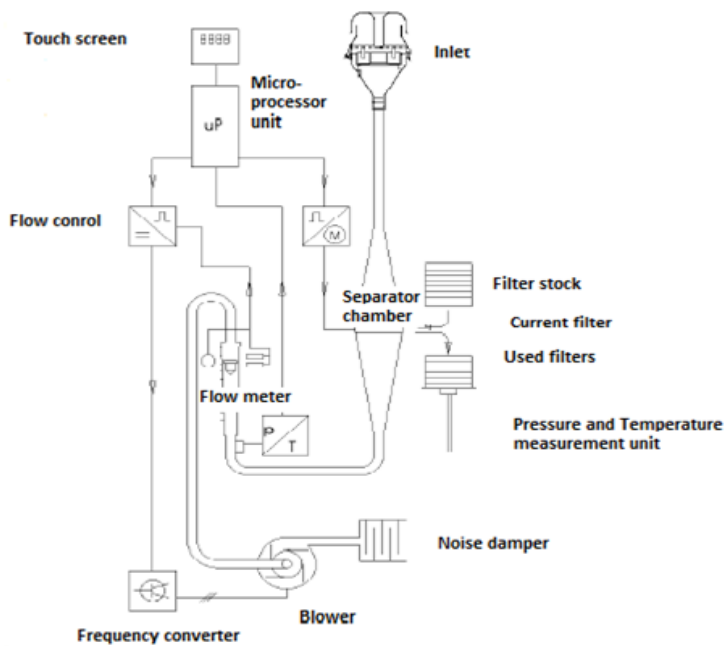 Touch screen
8888
Inlet
Micro-
processor
unit
uP
Flow conrol
M
Separator
chamber
Filter stock
Current filter
Used filters
Flow meter
P
T
Pressure and Temperature
measurement unit
Noise damper
Blower
Frequency converter